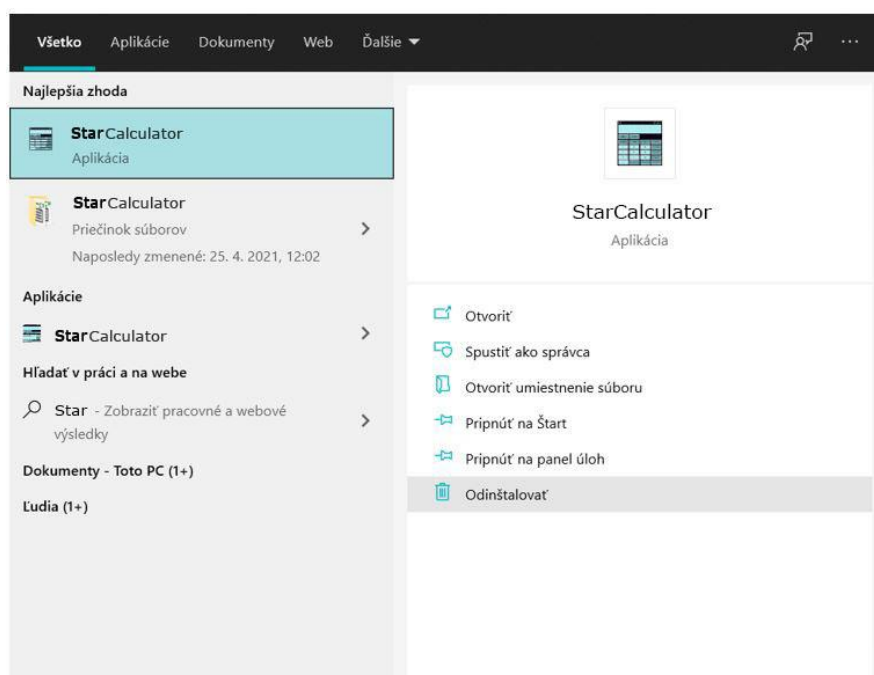 Všetko Aplikácie Dokumenty Web Ďalšie
Najlepšia zhoda
StarCalculator
Aplikácia
StarCalculator
Priečinok súborov
Naposledy zmenené: 25. 4. 2021, 12:02
Aplikácie
StarCalculator
Hľadať v práci a na webe
Star - Zobraziť pracovné a webové
výsledky
Dokumenty - Toto PC (1+)
Ľudia (1+)
StarCalculator
Aplikácia
Otvoriť
Spustiť ako správca
Otvoriť umiestnenie súboru
Pripnúť na Štart
Pripnúť na panel úloh
Odinštalovať